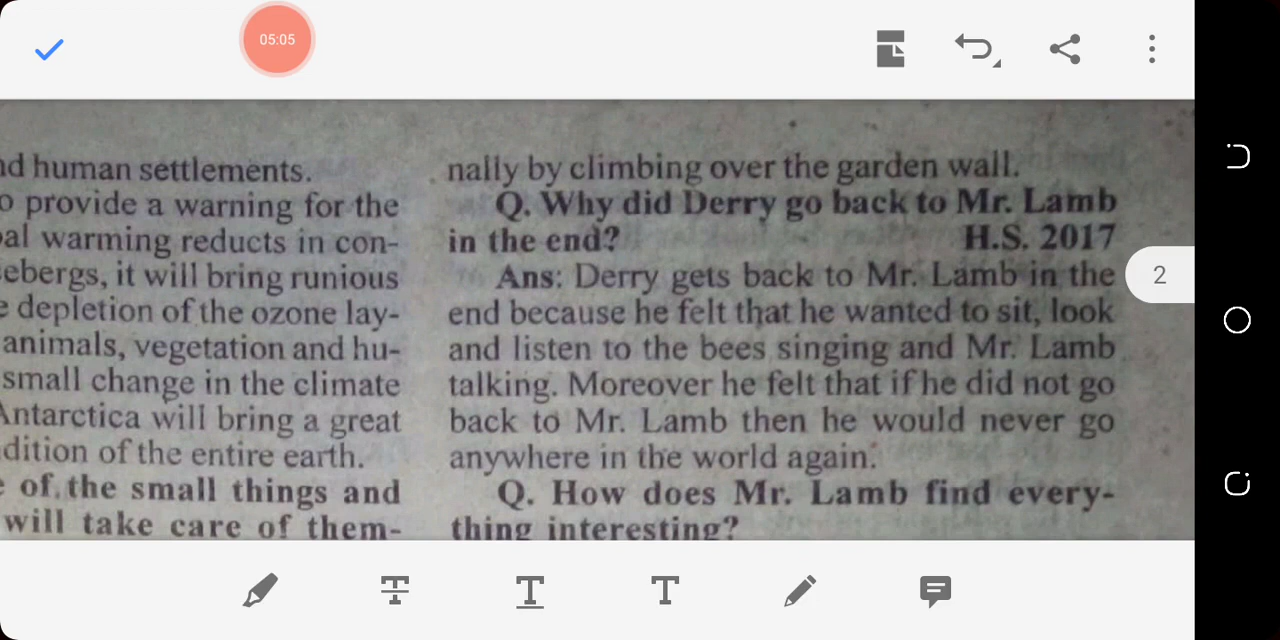 05:05
nd human settlements.
o provide a warning for the
bal warming reducts in con-
ebergs, it will bring runious
e depletion of the ozone lay-
animals, vegetation and hu-
small change in the climate
Antarctica will bring a great
dition of the entire earth.
e of the small things and
will take care of them-
nally by climbing over the garden wall.
Q. Why did Derry go back to Mr. Lamb
in the end? H.S. 2017
Ans: Derry gets back to Mr. Lamb in the
end because he felt that he wanted to sit, look
and listen to the bees singing and Mr. Lamb
talking. Moreover he felt that if he did not go
back to Mr. Lamb then he would never go
anywhere in the world again.
Q. How does Mr. Lamb find every-
thing interesting?
2